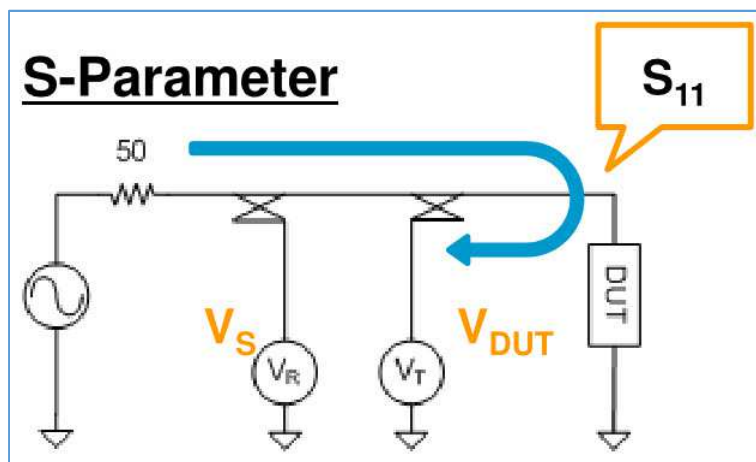 S-Parameter
S11
50
DUT
VS
VDUT
VR
VT